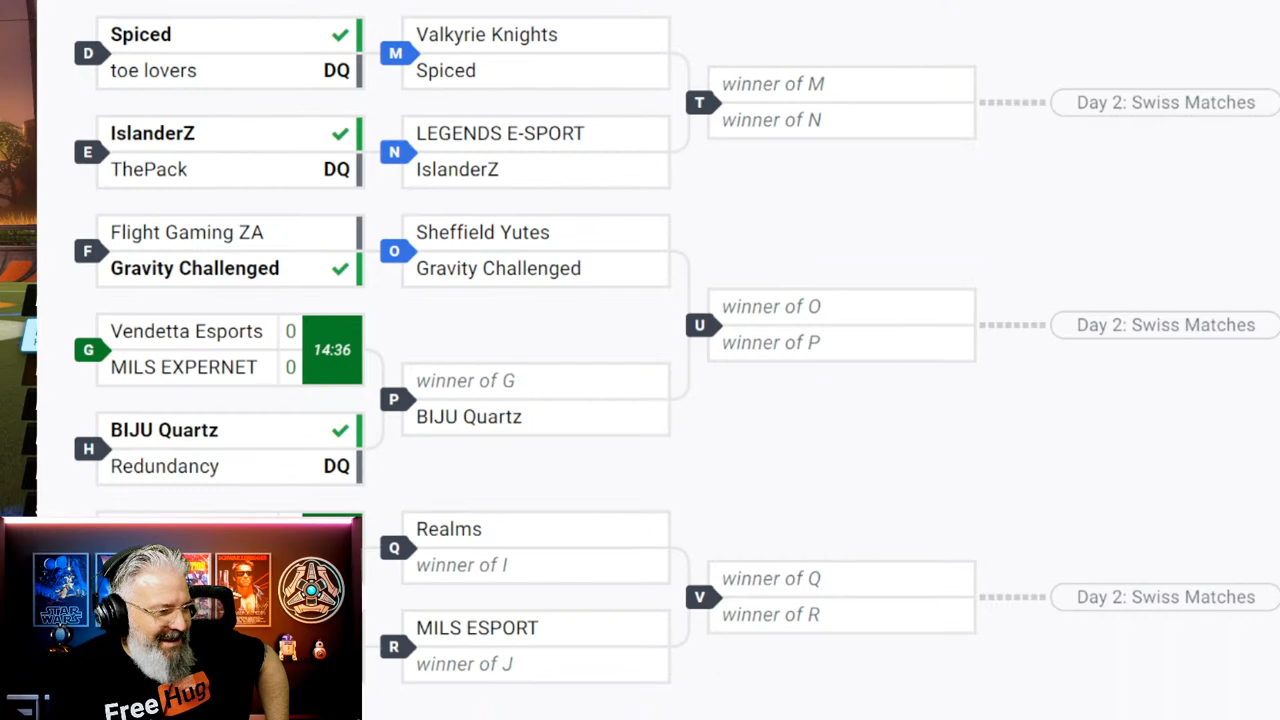 D
Spiced
toe lovers DQ
E
IslanderZ
ThePack DQ
F
Flight Gaming ZA
Gravity Challenged
G
Vendetta Esports 0
MILS EXPERNET 0
14:36
H
BIJU Quartz
Redundancy DQ
M
Valkyrie Knights
Spiced
N
LEGENDS E-SPORT
IslanderZ
O
Sheffield Yutes
Gravity Challenged
P
winner of G
BIJU Quartz
Q
Realms
winner of I
R
MILS ESPORT
winner of J
T
winner of M
winner of N
U
winner of O
winner of P
V
winner of Q
winner of R
Day 2: Swiss Matches
Day 2: Swiss Matches
Day 2: Swiss Matches
STAR WARS
Free Hug